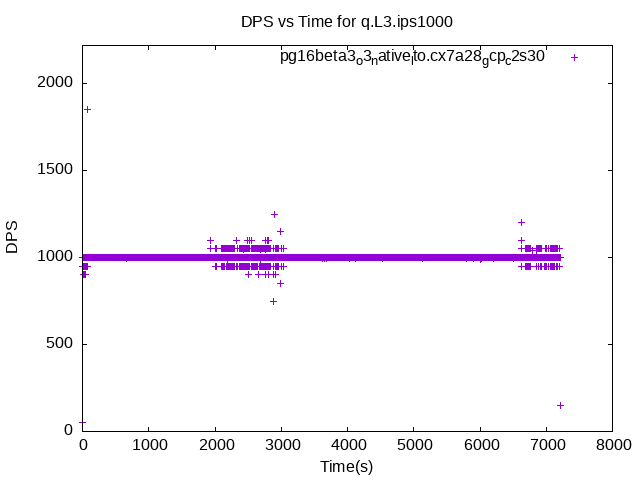 DPS vs Time for q.L3.ips1000
pg16beta3o3native_lto.cx7a28gcpc2s30
2000
1500
1000
500
0
DPS
0 1000 2000 3000 4000 5000 6000 7000 8000
Time(s)